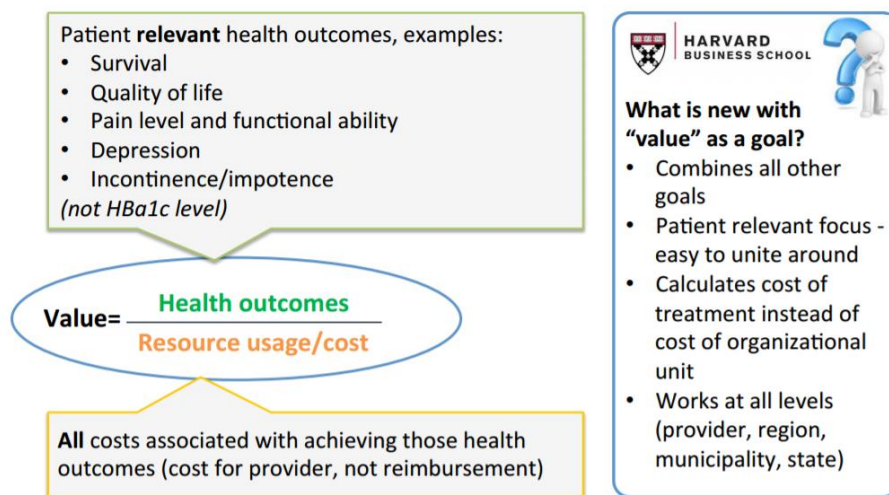 Patient relevant health outcomes, examples:
• Survival
• Quality of life
• Pain level and functional ability
• Depression
• Incontinence/impotence
(not HBa1c level)
Value=
Health outcomes
Resource usage/cost
All costs associated with achieving those health
outcomes (cost for provider, not reimbursement)
HARVARD
BUSINESS SCHOOL
What is new with
“value” as a goal?
• Combines all other
goals
• Patient relevant focus -
easy to unite around
• Calculates cost of
treatment instead of
cost of organizational
unit
• Works at all levels
(provider, region,
municipality, state)